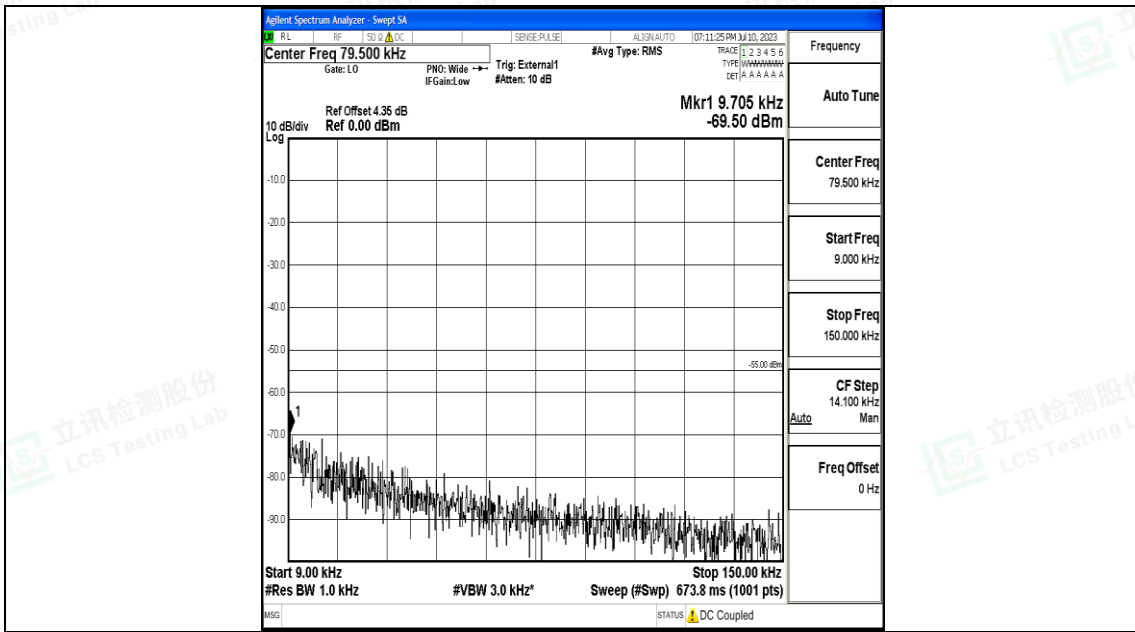 Agilent Spectrum Analyzer - Swept SA
RL RF 50 Ω DC SENSE:PULSE ALIGN AUTO 07:11:25 PM Jul 10, 2023
Center Freq 79.500 kHz
Gate: LO
PNO: Wide
IFGain:Low
Trig: External1
#Atten: 10 dB
#Avg Type: RMS
TRACE 1 2 3 4 5 6
TYPE
DET A A A A A A
Mkr1 9.705 kHz
-69.50 dBm
Ref Offset 4.35 dB
10 dB/div Ref 0.00 dBm
Log
-10.0
-20.0
-30.0
-40.0
-50.0
-55.00 dBm
-60.0
1
-70.0
-80.0
-90.0
Start 9.00 kHz Stop 150.00 kHz
#Res BW 1.0 kHz #VBW 3.0 kHz* Sweep (#Swp) 673.8 ms (1001 pts)
MSG STATUS DC Coupled
Frequency
Auto Tune
Center Freq
79.500 kHz
Start Freq
9.000 kHz
Stop Freq
150.000 kHz
CF Step
14.100 kHz
Auto Man
Freq Offset
0 Hz
立讯检测股份
LCS Testing Lab
立讯检测股份
LCS Testing L